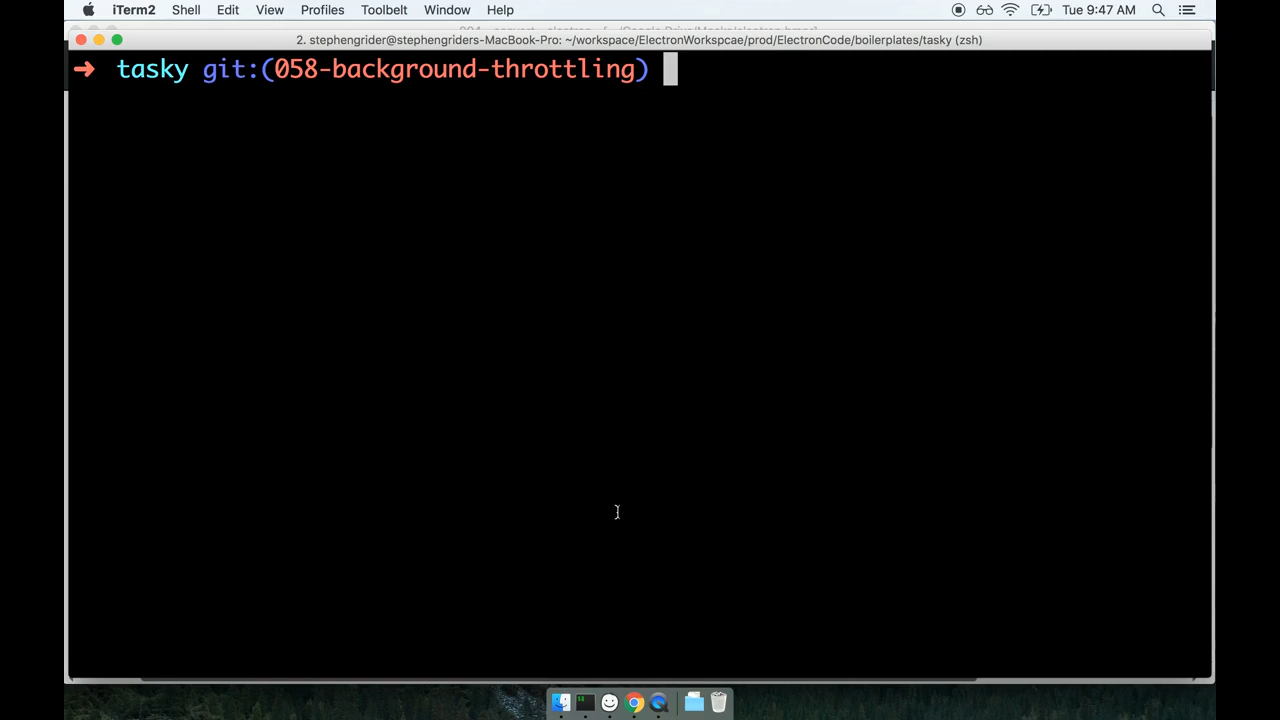 iTerm2 Shell Edit View Profiles Toolbelt Window Help Tue 9:47 AM
2. stephengrider@stephengriders-MacBook-Pro: ~/workspace/ElectronWorkspcae/prod/ElectronCode/boilerplates/tasky (zsh)
➜ tasky git:(058-background-throttling)